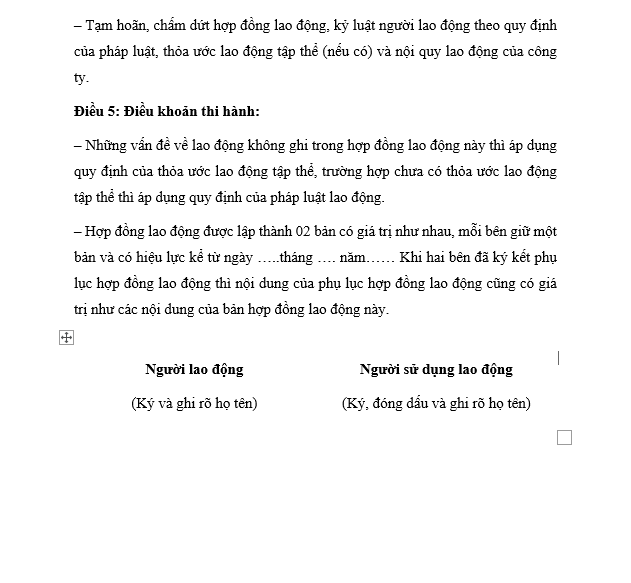 – Tạm hoãn, chấm dứt hợp đồng lao động, kỷ luật người lao động theo quy định
của pháp luật, thỏa ước lao động tập thể (nếu có) và nội quy lao động của công
ty.
Điều 5: Điều khoản thi hành:
– Những vấn đề về lao động không ghi trong hợp đồng lao động này thì áp dụng
quy định của thỏa ước lao động tập thể, trường hợp chưa có thỏa ước lao động
tập thể thì áp dụng quy định của pháp luật lao động.
– Hợp đồng lao động được lập thành 02 bản có giá trị như nhau, mỗi bên giữ một
bản và có hiệu lực kể từ ngày …..tháng …. năm…… Khi hai bên đã ký kết phụ
lục hợp đồng lao động thì nội dung của phụ lục hợp đồng lao động cũng có giá
trị như các nội dung của bản hợp đồng lao động này.
Người lao động
Người sử dụng lao động
(Ký và ghi rõ họ tên)
(Ký, đóng dấu và ghi rõ họ tên)